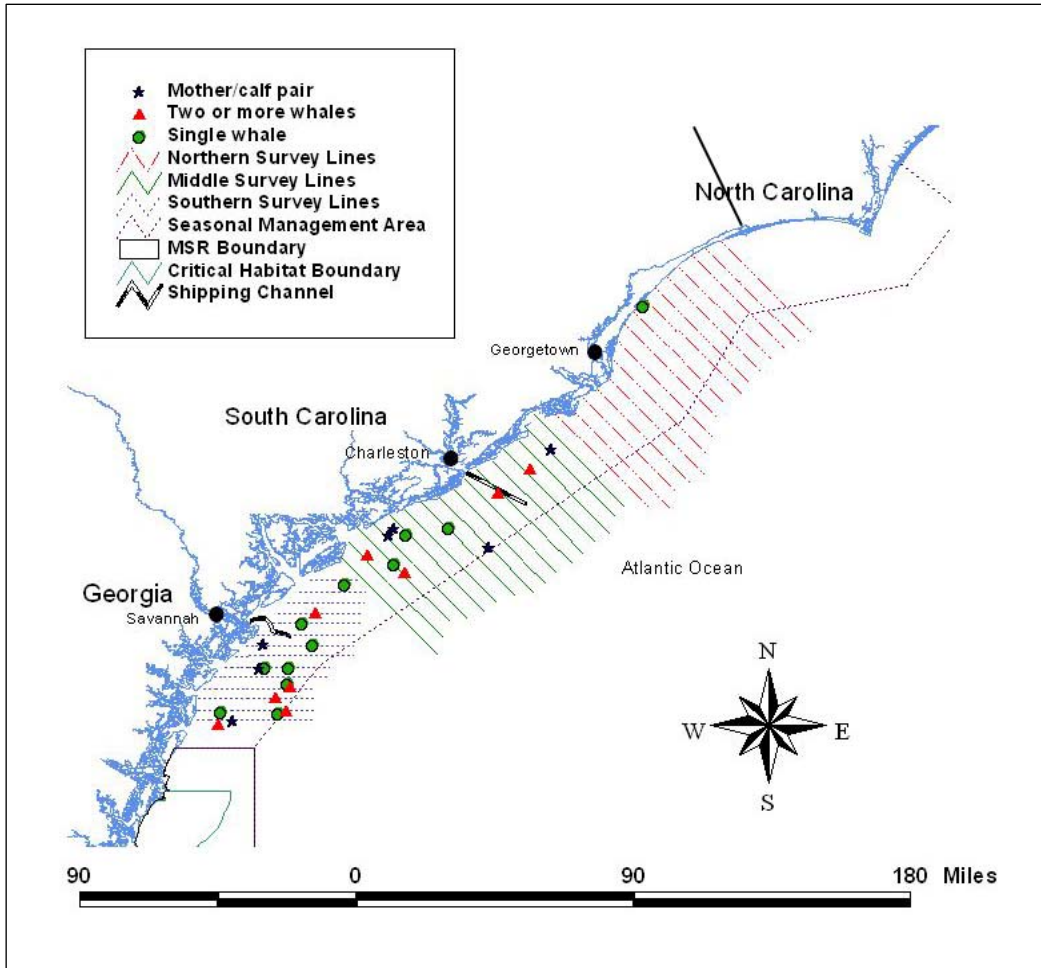 Mother/calf pair
Two or more whales
Single whale
Northern Survey Lines
Middle Survey Lines
Southern Survey Lines
Seasonal Management Area
MSR Boundary
Critical Habitat Boundary
Shipping Channel
North Carolina
Georgetown
South Carolina
Charleston
Atlantic Ocean
Georgia
Savannah
N
W E
S
90 0 90 180 Miles